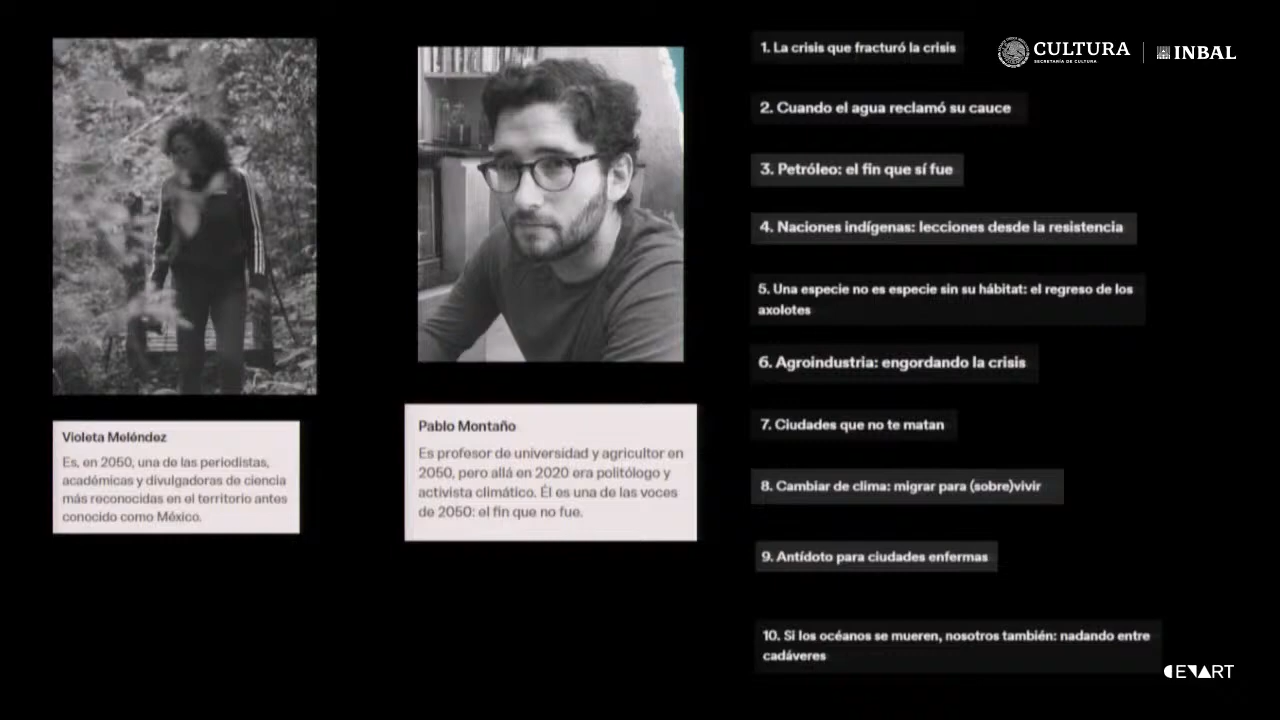 Violeta Meléndez
Es, en 2050, una de las periodistas,
académicas y divulgadoras de ciencia
más reconocidas en el territorio antes
conocido como México.
Pablo Montaño
Es profesor de universidad y agricultor en
2050, pero allá en 2020 era politólogo y
activista climático. Él es una de las voces
de 2050: el fin que no fue.
1. La crisis que fracturó la crisis
2. Cuando el agua reclamó su cauce
3. Petróleo: el fin que sí fue
4. Naciones indígenas: lecciones desde la resistencia
5. Una especie no es especie sin su hábitat: el regreso de los
axolotes
6. Agroindustria: engordando la crisis
7. Ciudades que no te matan
8. Cambiar de clima: migrar para (sobre)vivir
9. Antídoto para ciudades enfermas
10. Si los océanos se mueren, nosotros también: nadando entre
cadáveres
CULTURA
SECRETARÍA DE CULTURA
INBAL
CENART